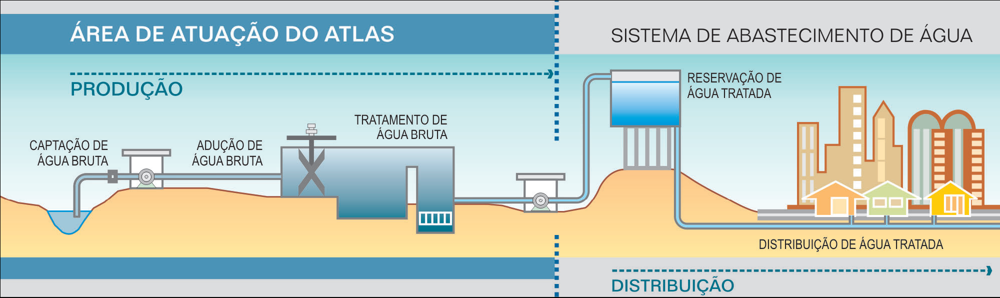 ÁREA DE ATUAÇÃO DO ATLAS
SISTEMA DE ABASTECIMENTO DE ÁGUA
PRODUÇÃO
RESERVAÇÃO DE
ÁGUA TRATADA
TRATAMENTO DE
ÁGUA BRUTA
CAPTAÇÃO DE
ÁGUA BRUTA
ADUÇÃO DE
ÁGUA BRUTA
DISTRIBUIÇÃO DE ÁGUA TRATADA
DISTRIBUIÇÃO